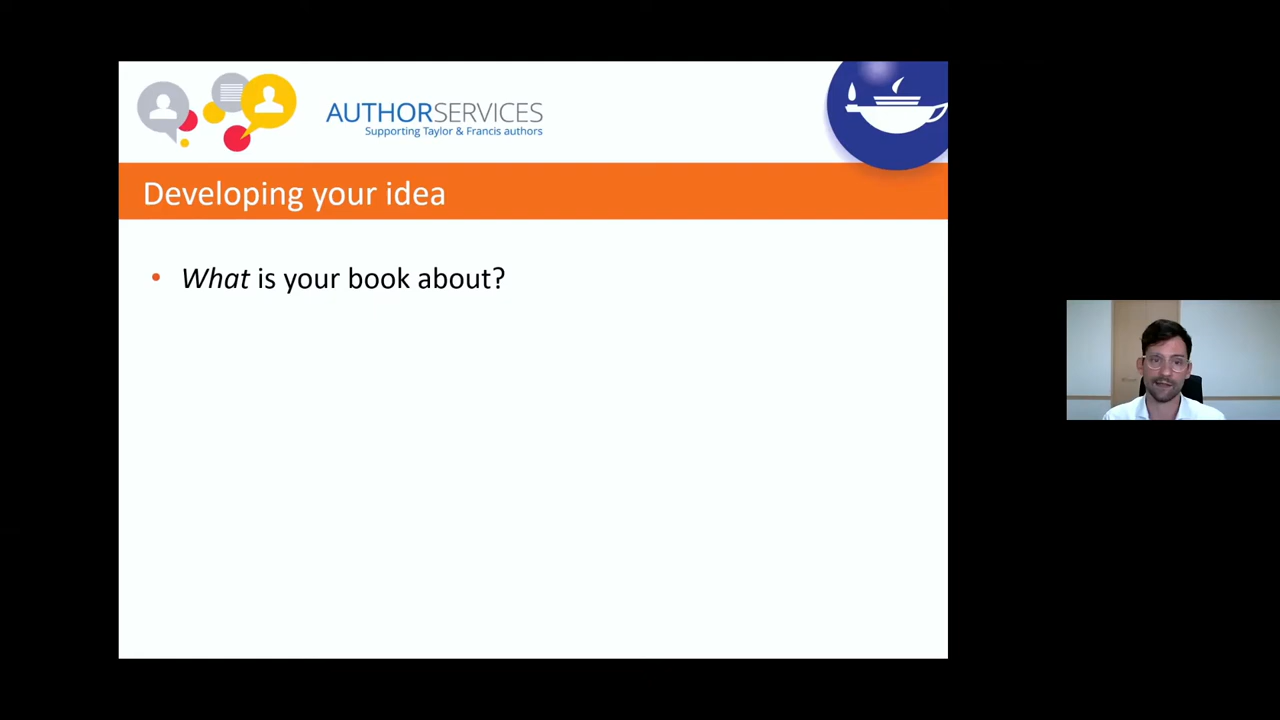 AUTHORSERVICES
Supporting Taylor & Francis authors
Developing your idea
• What is your book about?